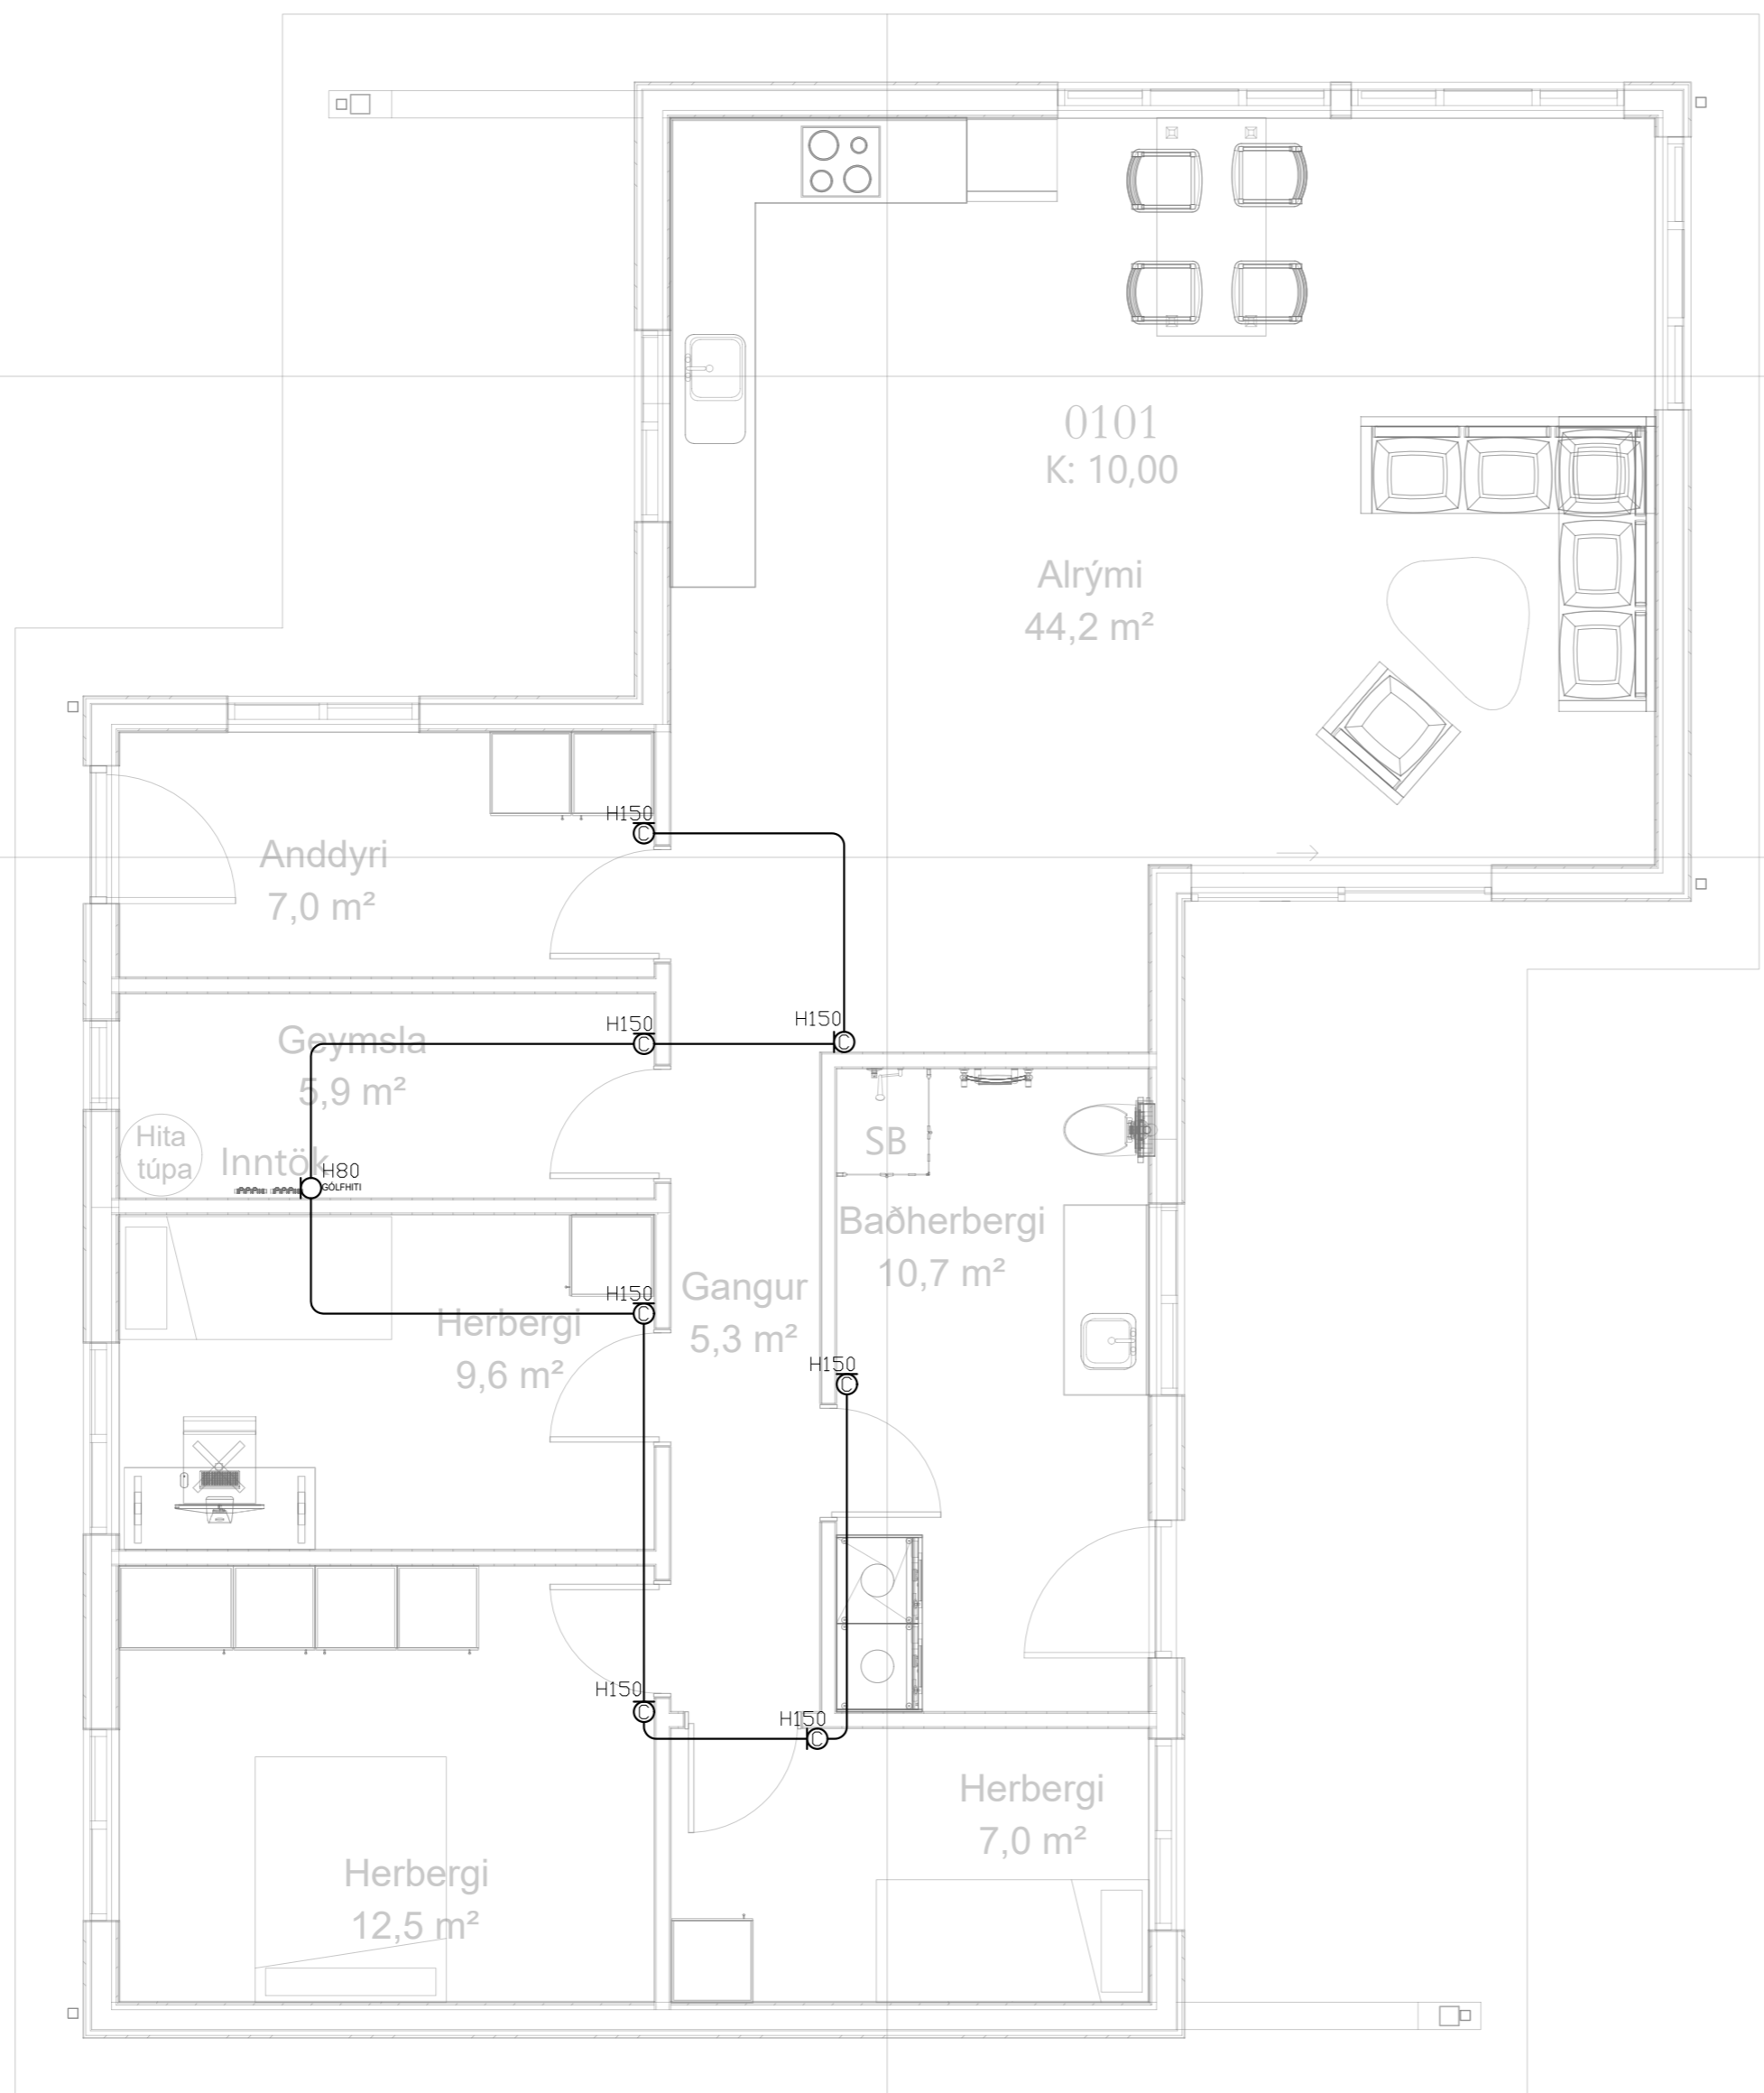 0101
K: 10,00
Alrými
44,2 m²
H150
Anddyri
7,0 m²
H150
H150
Geymsla
5,9 m²
Hita
túpa
Inntök
H80
GÓLFHITI
SB
Baðherbergi
10,7 m²
H150
Gangur
5,3 m²
Herbergi
9,6 m²
H150
H150
H150
Herbergi
7,0 m²
Herbergi
12,5 m²
C
C
C
C
C
C
C